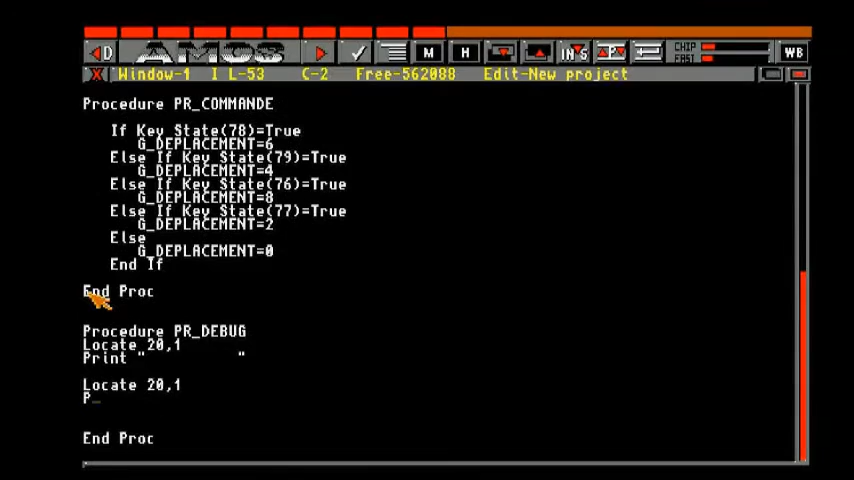 D AMOS M H INS CHIP FAST WB
X Window-1 I L-53 C-2 Free-562088 Edit-New project
Procedure PR_COMMANDE
If Key State(78)=True
G_DEPLACEMENT=6
Else If Key State(79)=True
G_DEPLACEMENT=4
Else If Key State(76)=True
G_DEPLACEMENT=8
Else If Key State(77)=True
G_DEPLACEMENT=2
Else
G_DEPLACEMENT=0
End If
End Proc
Procedure PR_DEBUG
Locate 20,1
Print "          "
Locate 20,1
P_
End Proc